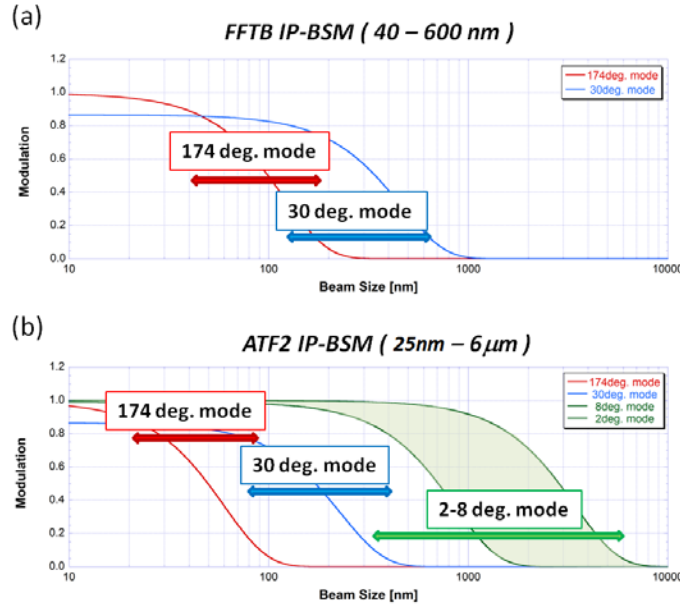 (a)
FFTB IP-BSM ( 40 – 600 nm )
1.2
1.0
0.8
0.6
0.4
0.2
0.0
Modulation
174deg. mode
30deg. mode
174 deg. mode
30 deg. mode
10
100
1000
10000
Beam Size [nm]
(b)
ATF2 IP-BSM ( 25nm – 6μm )
1.2
1.0
0.8
0.6
0.4
0.2
0.0
Modulation
174deg. mode
30deg. mode
8deg. mode
2deg. mode
174 deg. mode
30 deg. mode
2-8 deg. mode
10
100
1000
10000
Beam Size [nm]